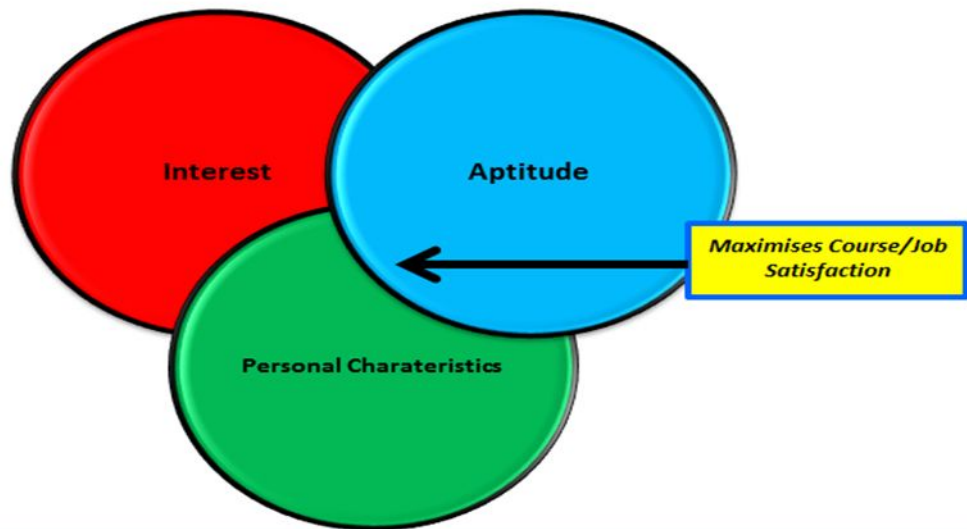 Interest
Aptitude
Maximises Course/Job
Satisfaction
Personal Charateristics